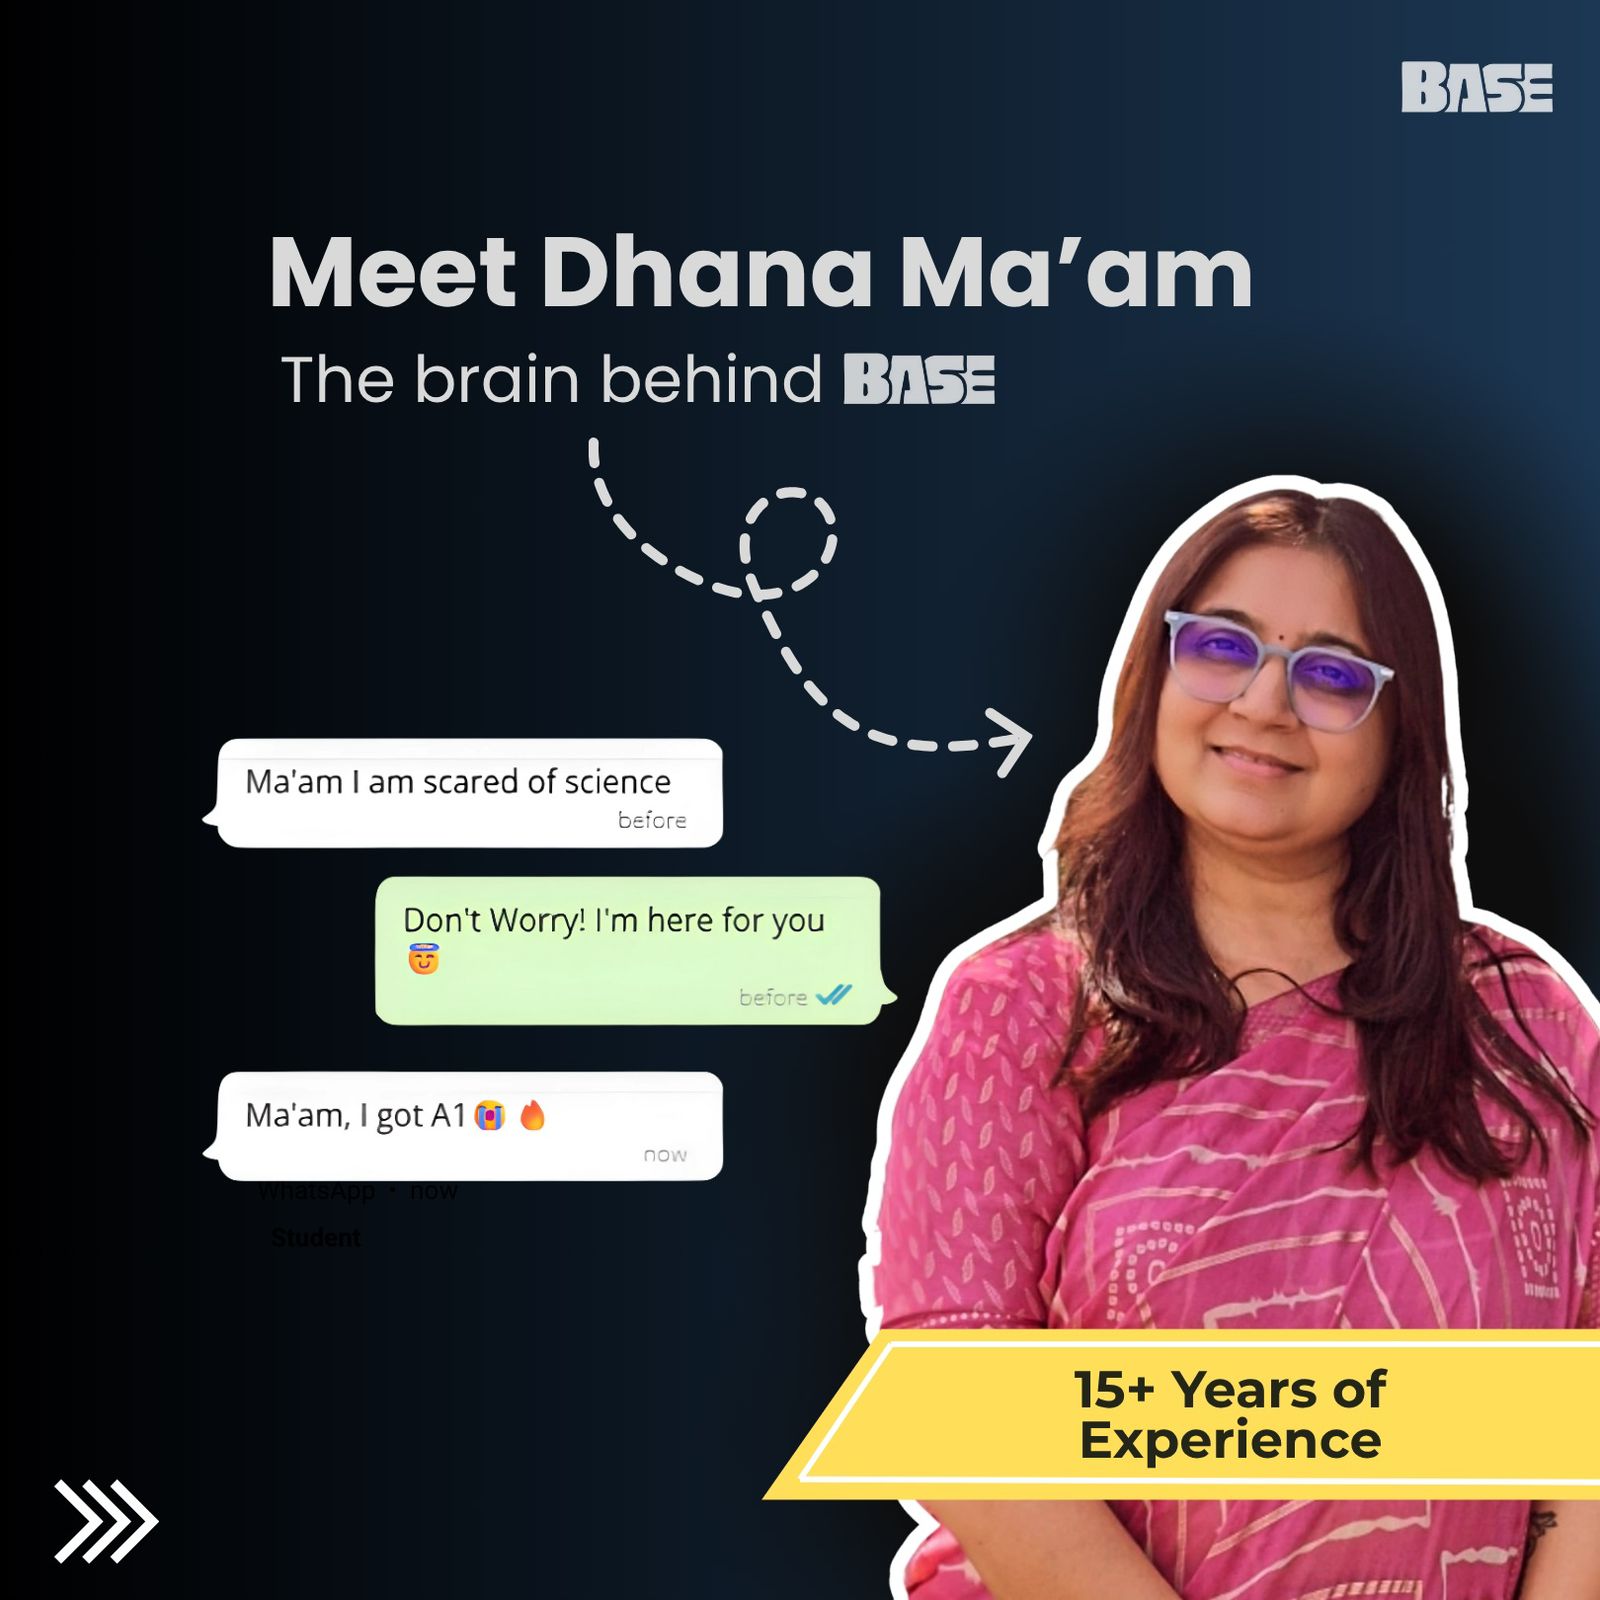 BASE
Meet Dhana Ma’am
The brain behind BASE
Ma'am I am scared of science
before
Don't Worry! I'm here for you
😇
before
Ma'am, I got A1😭 🔥
now
WhatsApp • now
Student
15+ Years of
Experience